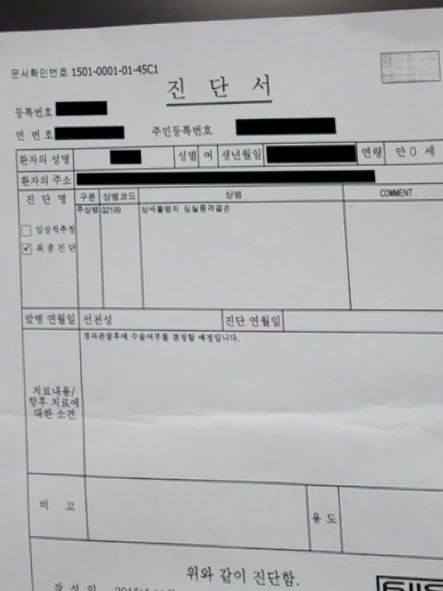 문서확인번호 1501-0001-01-45C1
진 단 서
등록번호
연 번 호 주민등록번호
환자의 성명 성별 여 생년월일 연령 만 0 세
환자의 주소
진 단 명 구분 상병코드 상병 COMMENT
주상병 Q2109 상세불명의 심실중격결손
임상적추정
최 종 진 단
발병 연월일 선천성 진단 연월일
경과관찰후에 수술여부를 결정할 예정입니다.
치료내용/
향후 치료에
대한 소견
비 고 용 도
위와 같이 진단함.
작 성 일